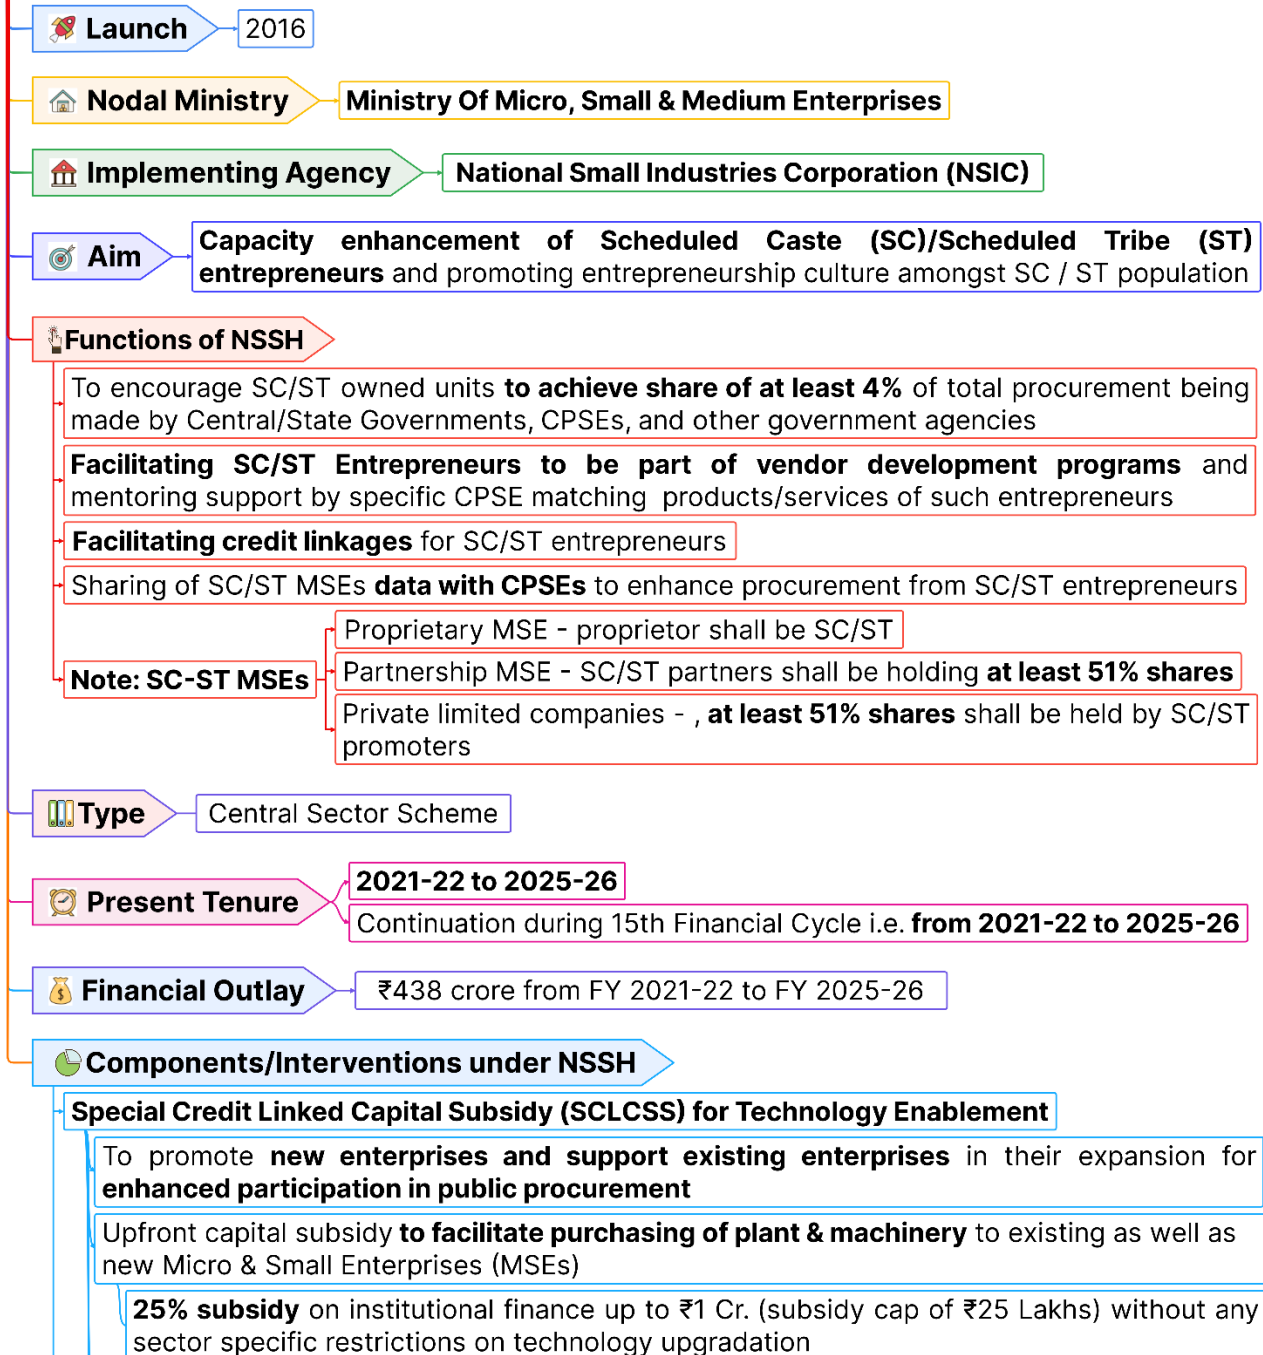 Launch
2016
Nodal Ministry
Ministry Of Micro, Small & Medium Enterprises
Implementing Agency
National Small Industries Corporation (NSIC)
Aim
Capacity enhancement of Scheduled Caste (SC)/Scheduled Tribe (ST)
entrepreneurs and promoting entrepreneurship culture amongst SC / ST population
Functions of NSSH
To encourage SC/ST owned units to achieve share of at least 4% of total procurement being
made by Central/State Governments, CPSEs, and other government agencies
Facilitating SC/ST Entrepreneurs to be part of vendor development programs and
mentoring support by specific CPSE matching products/services of such entrepreneurs
Facilitating credit linkages for SC/ST entrepreneurs
Sharing of SC/ST MSEs data with CPSEs to enhance procurement from SC/ST entrepreneurs
Note: SC-ST MSEs
Proprietary MSE - proprietor shall be SC/ST
Partnership MSE - SC/ST partners shall be holding at least 51% shares
Private limited companies - , at least 51% shares shall be held by SC/ST
promoters
Type
Central Sector Scheme
Present Tenure
2021-22 to 2025-26
Continuation during 15th Financial Cycle i.e. from 2021-22 to 2025-26
Financial Outlay
₹438 crore from FY 2021-22 to FY 2025-26
Components/Interventions under NSSH
Special Credit Linked Capital Subsidy (SCLCSS) for Technology Enablement
To promote new enterprises and support existing enterprises in their expansion for
enhanced participation in public procurement
Upfront capital subsidy to facilitate purchasing of plant & machinery to existing as well as
new Micro & Small Enterprises (MSEs)
25% subsidy on institutional finance up to ₹1 Cr. (subsidy cap of ₹25 Lakhs) without any
sector specific restrictions on technology upgradation